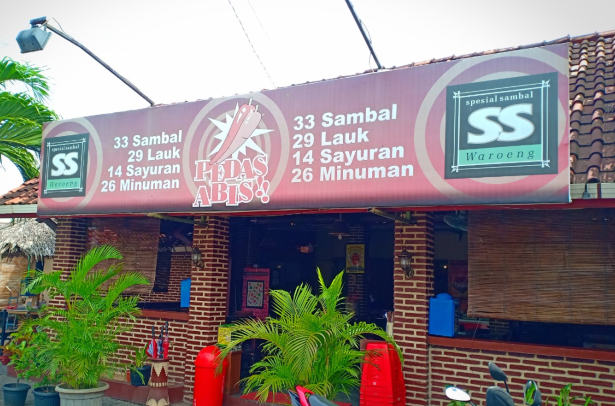 spesial sambal
SS
Waroeng
33 Sambal
29 Lauk
14 Sayuran
26 Minuman
PEDAS
ABIS!!
33 Sambal
29 Lauk
14 Sayuran
26 Minuman
spesial sambal
SS
Waroeng